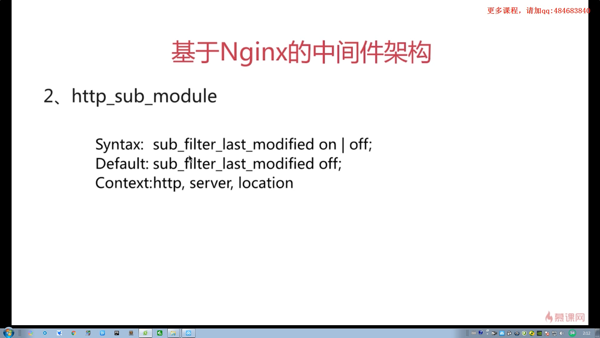 更多课程，请加qq:484683840
基于Nginx的中间件架构
2、http_sub_module
Syntax: sub_filter_last_modified on | off;
Default: sub_filter_last_modified off;
Context:http, server, location
慕课网